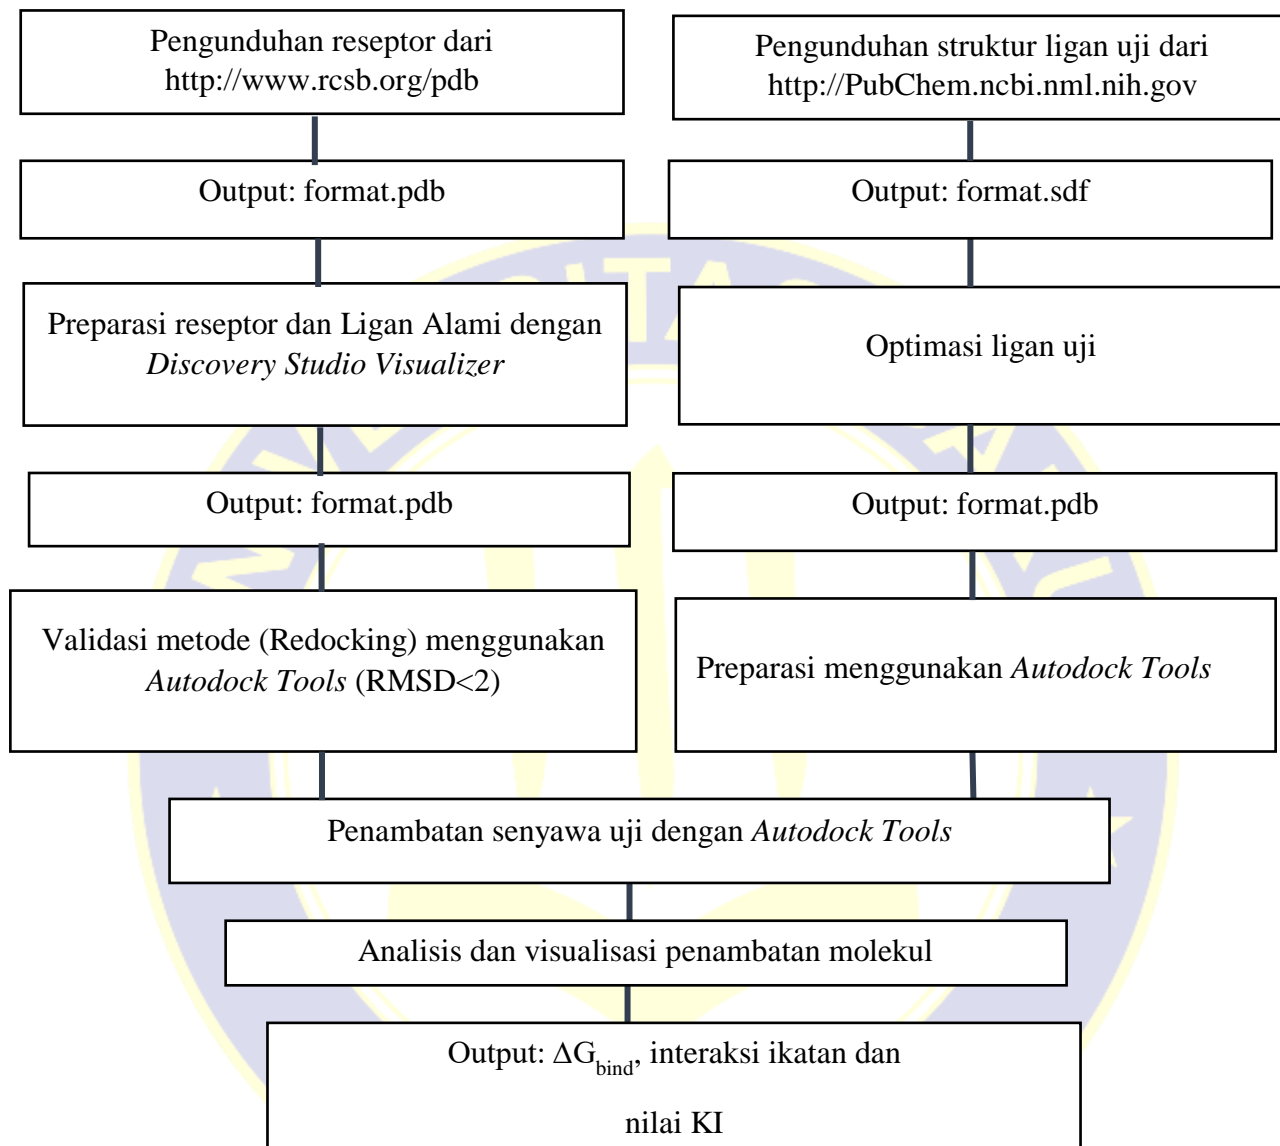 Pengunduhan reseptor dari
http://www.rcsb.org/pdb
Pengunduhan struktur ligan uji dari
http://PubChem.ncbi.nml.nih.gov
Output: format.pdb
Output: format.sdf
Preparasi reseptor dan Ligan Alami dengan
Discovery Studio Visualizer
Optimasi ligan uji
Output: format.pdb
Output: format.pdb
Validasi metode (Redocking) menggunakan
Autodock Tools (RMSD<2)
Preparasi menggunakan Autodock Tools
Penambatan senyawa uji dengan Autodock Tools
Analisis dan visualisasi penambatan molekul
Output: ΔGbind, interaksi ikatan dan
nilai KI